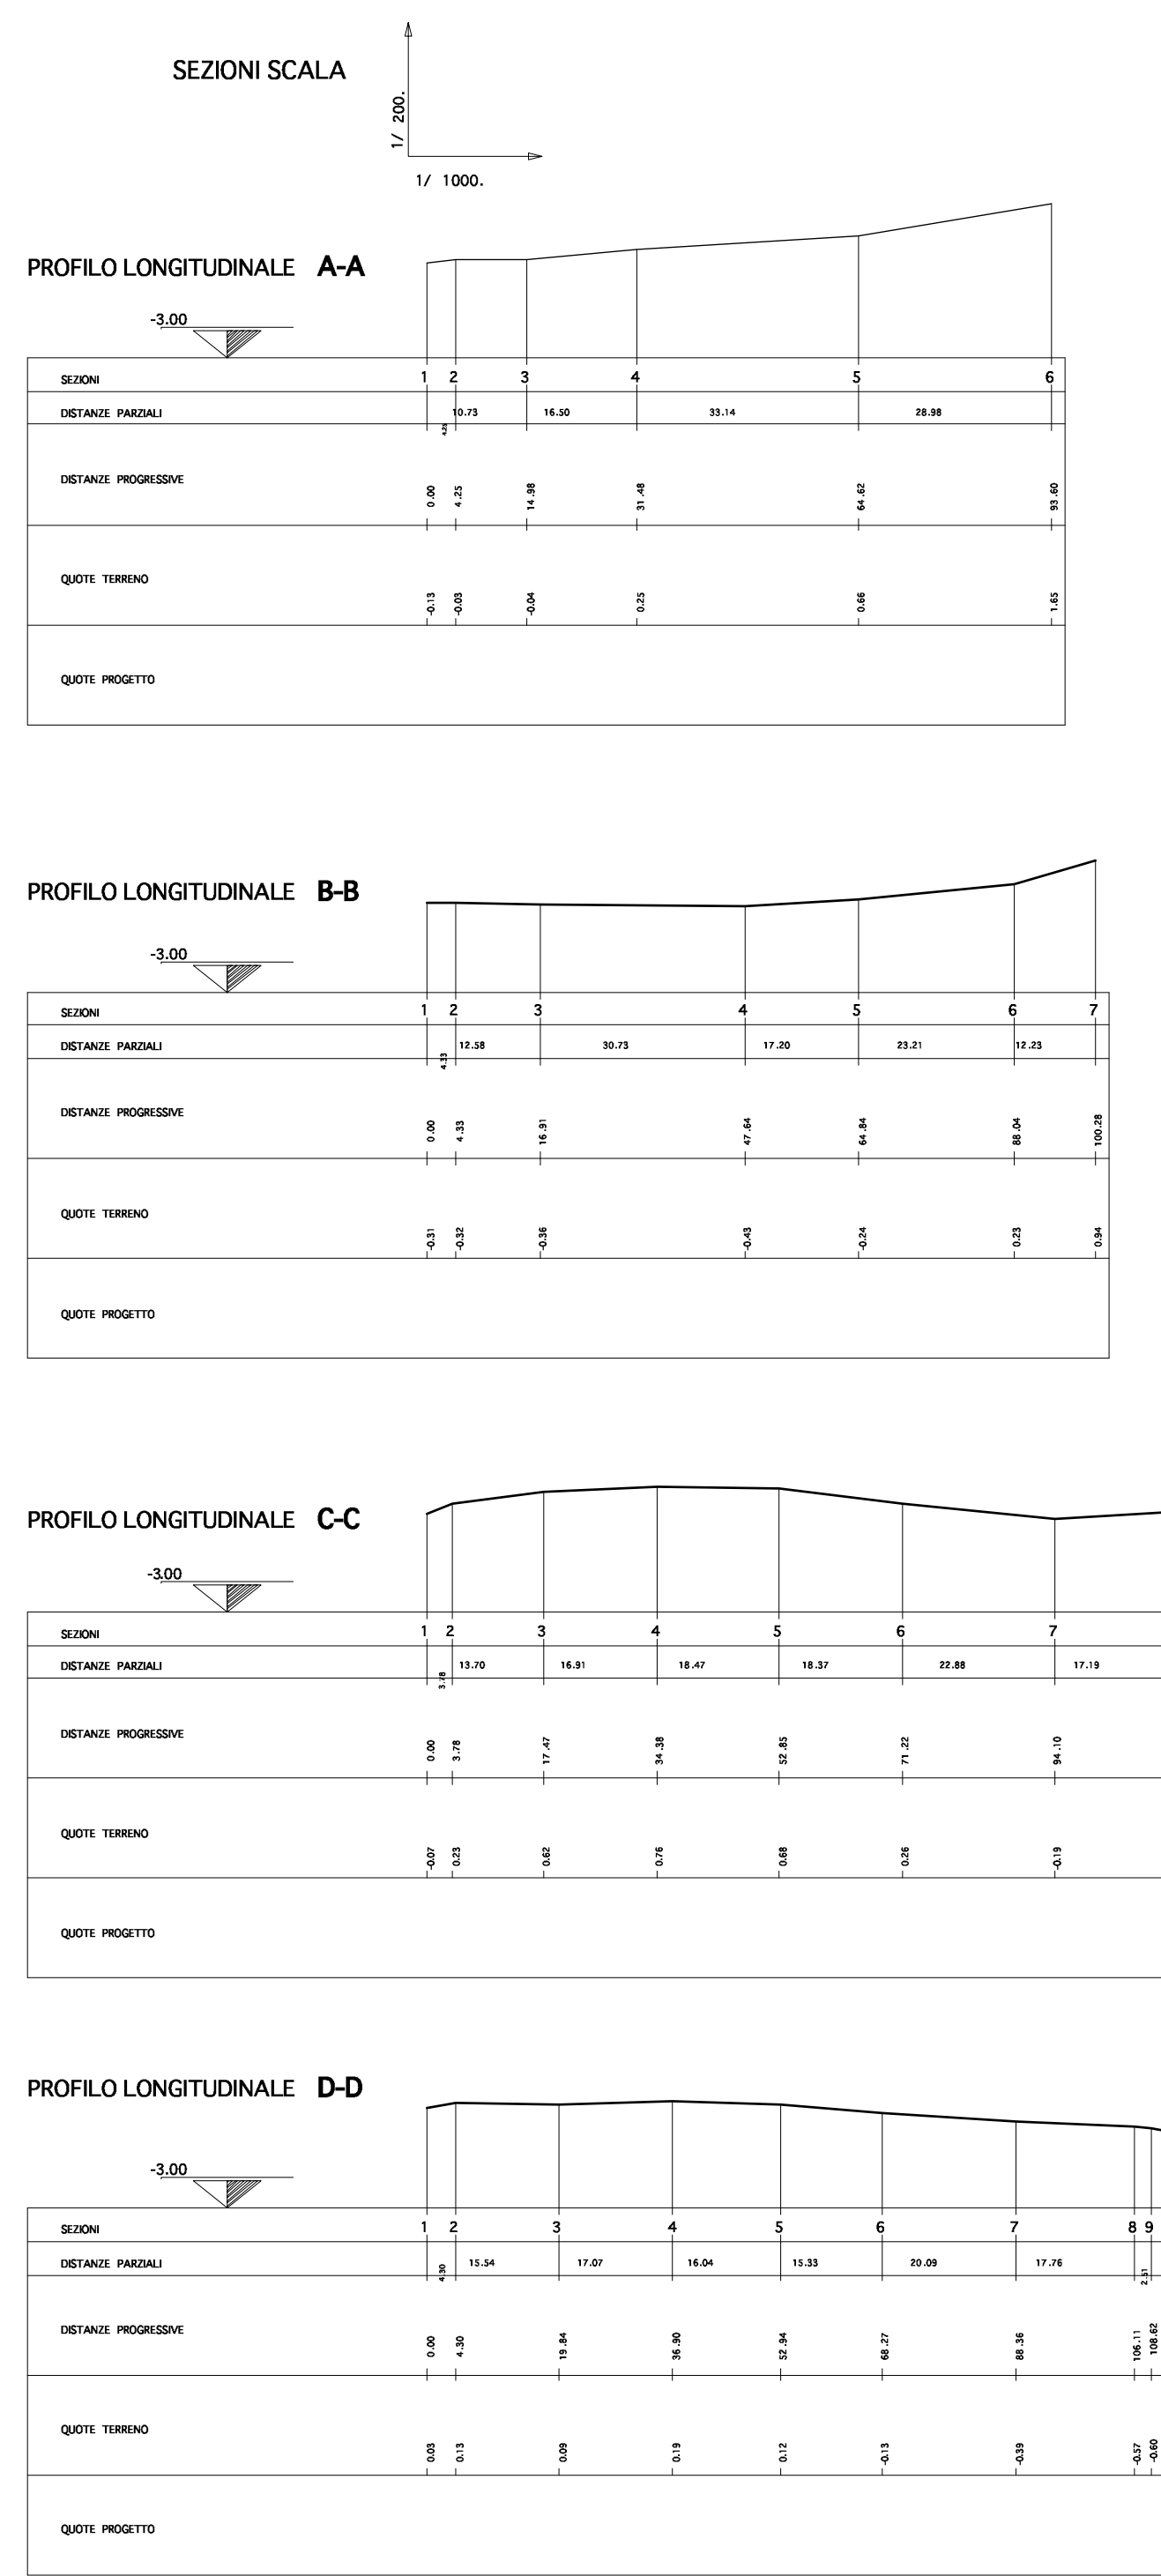 SEZIONI SCALA
1/ 200.
1/ 1000.
PROFILO LONGITUDINALE A-A
-3.00
SEZIONI 1 2 3 4 5 6
DISTANZE PARZIALI 4.25 10.73 16.50 33.14 28.98
DISTANZE PROGRESSIVE 0.00 4.25 14.98 31.48 64.62 93.60
QUOTE TERRENO -0.13 -0.03 -0.04 0.25 0.66 1.65
QUOTE PROGETTO
PROFILO LONGITUDINALE B-B
-3.00
SEZIONI 1 2 3 4 5 6 7
DISTANZE PARZIALI 4.33 12.58 30.73 17.20 23.21 12.23
DISTANZE PROGRESSIVE 0.00 4.33 16.91 47.64 64.84 88.04 100.28
QUOTE TERRENO -0.31 -0.32 -0.36 -0.43 -0.24 0.23 0.94
QUOTE PROGETTO
PROFILO LONGITUDINALE C-C
-3.00
SEZIONI 1 2 3 4 5 6 7
DISTANZE PARZIALI 3.78 13.70 16.91 18.47 18.37 22.88 17.19
DISTANZE PROGRESSIVE 0.00 3.78 17.47 34.38 52.85 71.22 94.10
QUOTE TERRENO -0.07 0.23 0.62 0.76 0.68 0.26 -0.19
QUOTE PROGETTO
PROFILO LONGITUDINALE D-D
-3.00
SEZIONI 1 2 3 4 5 6 7 8 9
DISTANZE PARZIALI 4.30 15.54 17.07 16.04 15.33 20.09 17.76 2.51
DISTANZE PROGRESSIVE 0.00 4.30 19.84 36.90 52.94 68.27 88.36 106.11 108.62
QUOTE TERRENO 0.03 0.13 0.09 0.19 0.12 -0.13 -0.39 -0.57 -0.60
QUOTE PROGETTO